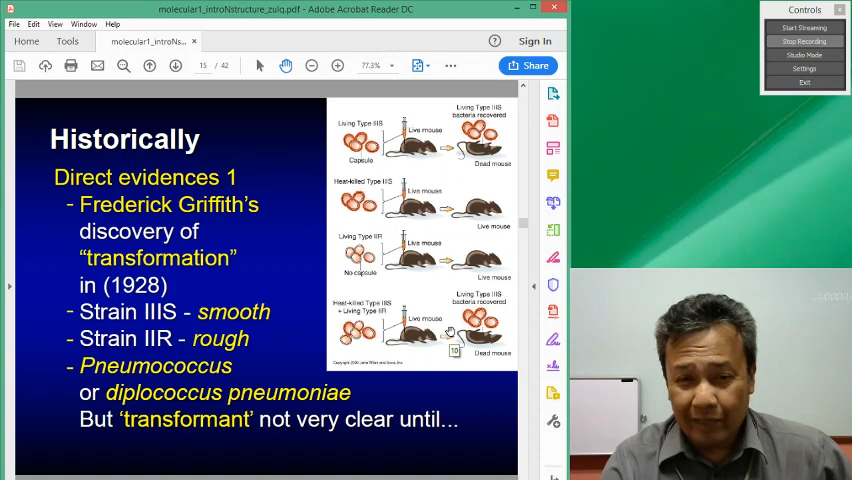 molecular1_introNstructure_zulq.pdf - Adobe Acrobat Reader DC
File Edit View Window Help
Home Tools molecular1_introNs... × Sign In
15 / 42 77.3% Share
Historically
Direct evidences 1
- Frederick Griffith's
discovery of
"transformation"
in (1928)
- Strain IIIS - smooth
- Strain IIR - rough
- Pneumococcus
or diplococcus pneumoniae
But 'transformant' not very clear until...
Living Type IIIS
Live mouse
Capsule
Living Type IIIS
bacteria recovered
Dead mouse
Heat-killed Type IIIS
Live mouse
Live mouse
Living Type IIR
Live mouse
No capsule
Live mouse
Heat-killed Type IIIS
+ Living Type IIR
Live mouse
Living Type IIIS
bacteria recovered
10
Dead mouse
Controls
Start Streaming
Stop Recording
Studio Mode
Settings
Exit